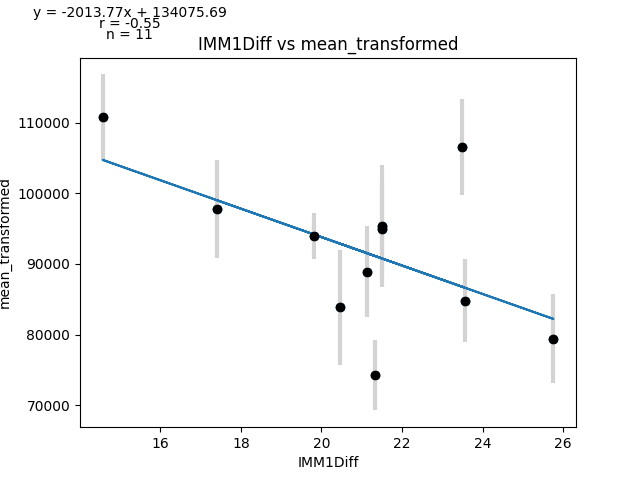 y = -2013.77x + 134075.69
r = -0.55
n = 11
IMM1Diff vs mean_transformed
mean_transformed
110000
100000
90000
80000
70000
16
18
20
22
24
26
IMM1Diff